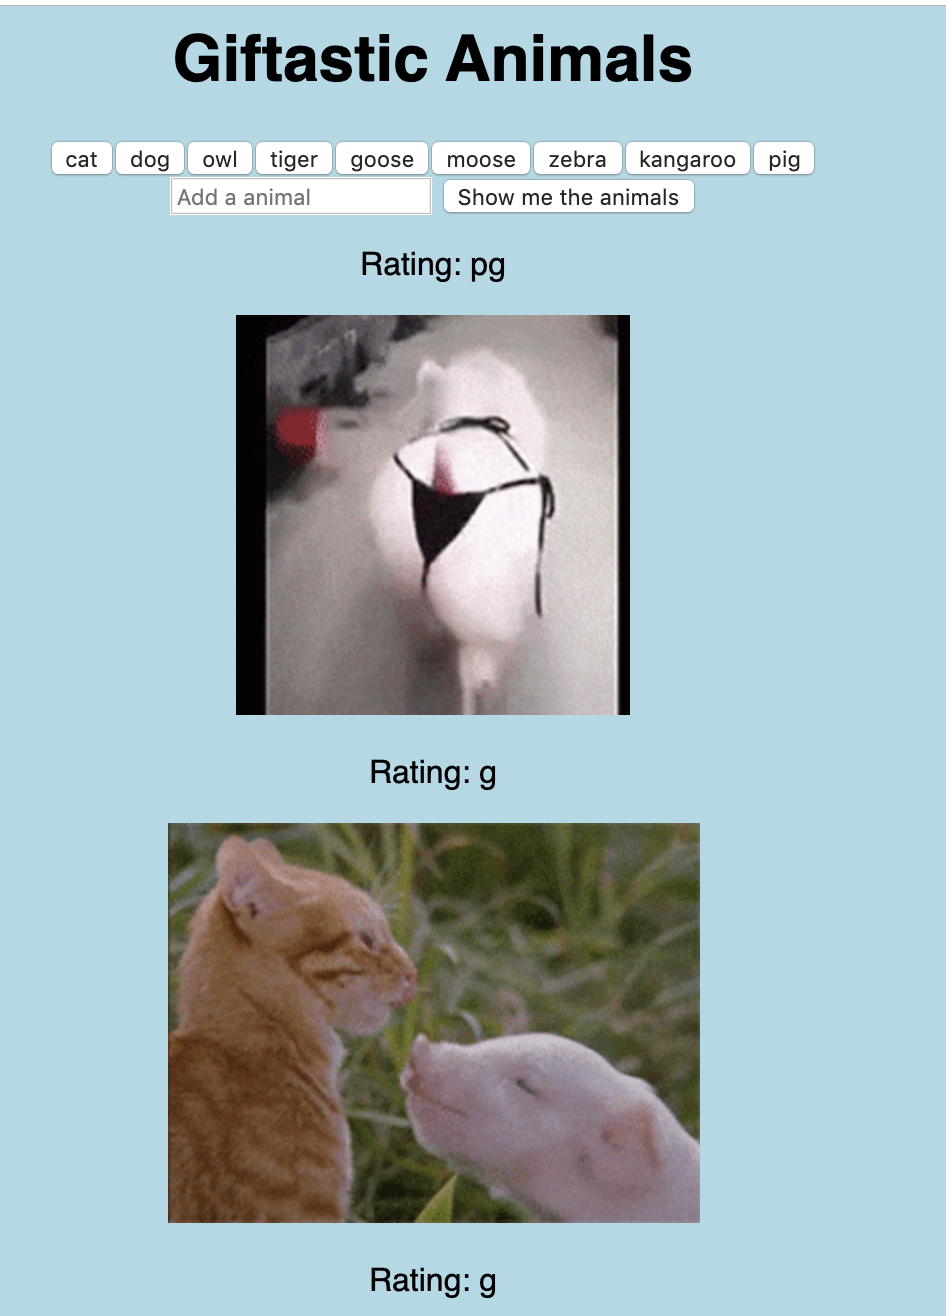 Giftastic Animals
cat dog owl tiger goose moose zebra kangaroo pig
Add a animal Show me the animals
Rating: pg
Rating: g
Rating: g